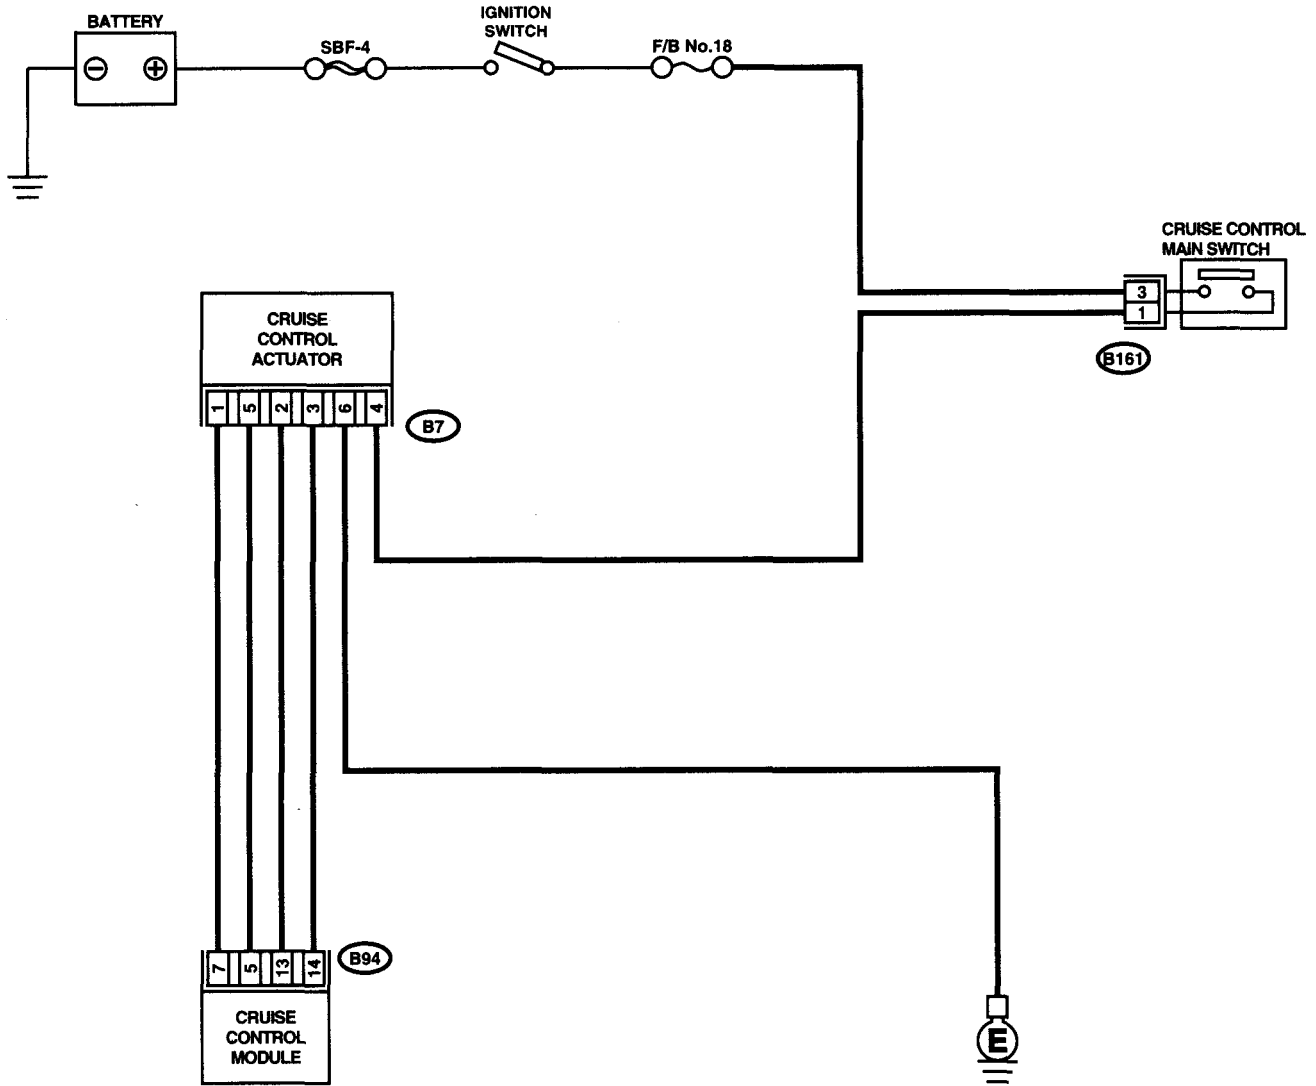 IGNITION
SWITCH
BATTERY
SBF-4
F/B No.18
CRUISE CONTROL
MAIN SWITCH
3
1
B161
CRUISE
CONTROL
ACTUATOR
1 5 2 3 6 4
B7
7 5 13 14
B94
CRUISE
CONTROL
MODULE
E